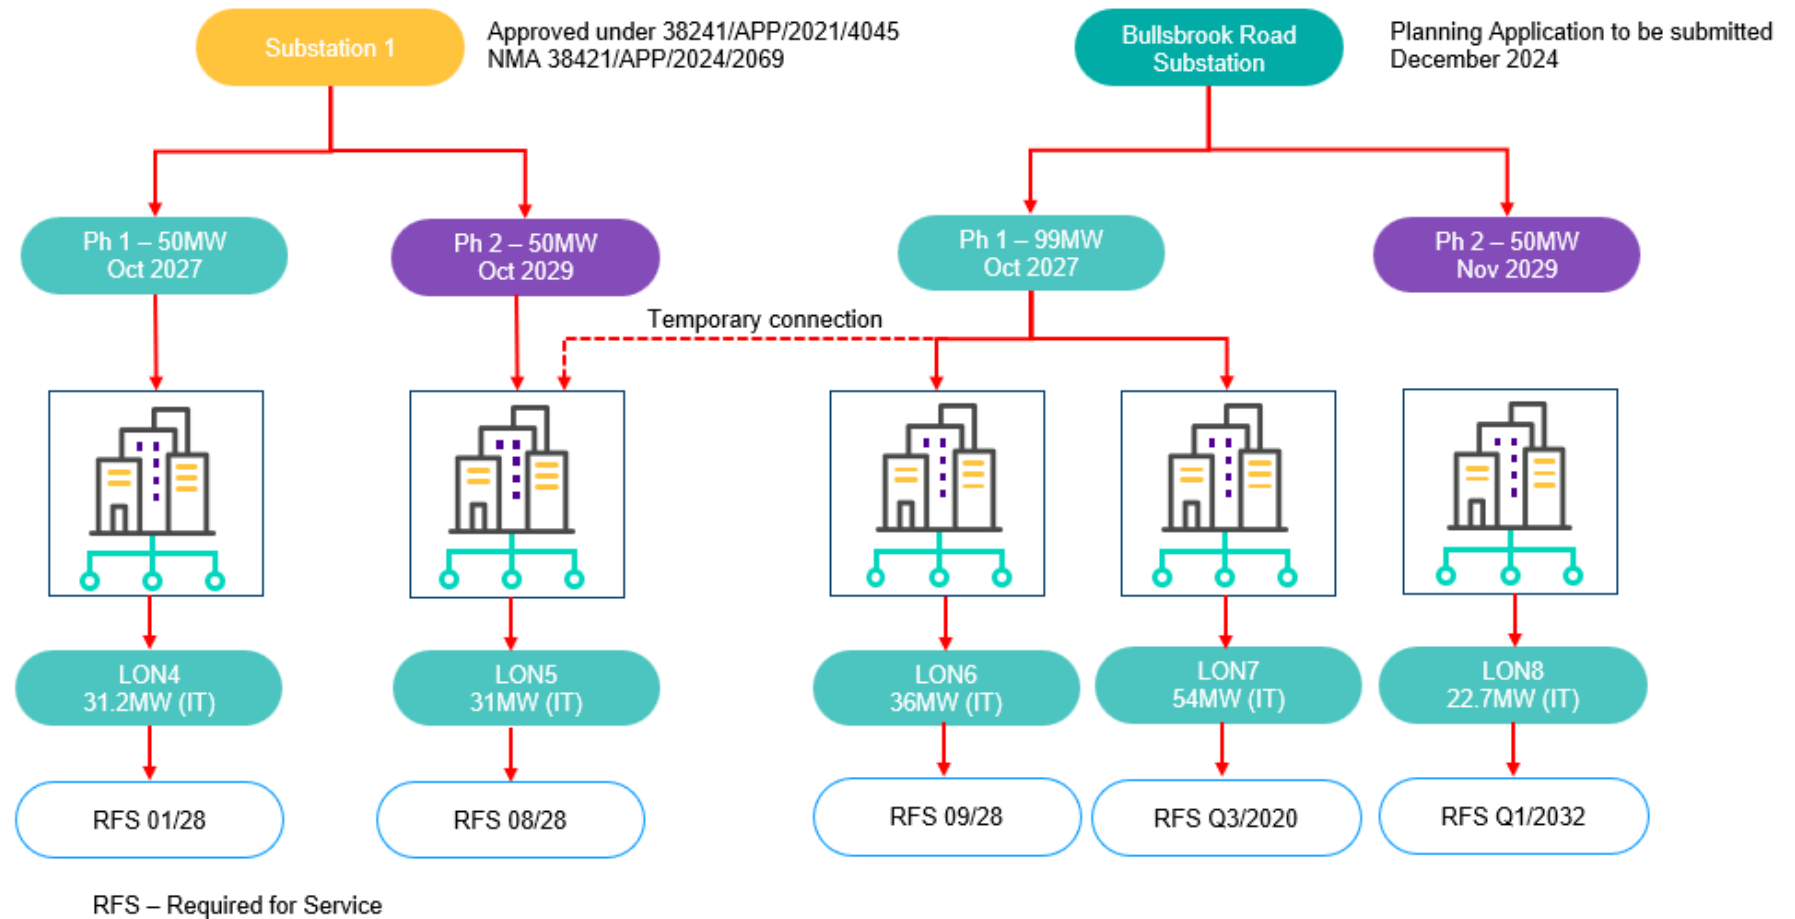 Substation 1
Approved under 38241/APP/2021/4045
NMA 38421/APP/2024/2069
Bullsbrook Road
Substation
Planning Application to be submitted
December 2024
Ph 1 – 50MW
Oct 2027
Ph 2 – 50MW
Oct 2029
Ph 1 – 99MW
Oct 2027
Ph 2 – 50MW
Nov 2029
Temporary connection
LON4
31.2MW (IT)
LON5
31MW (IT)
LON6
36MW (IT)
LON7
54MW (IT)
LON8
22.7MW (IT)
RFS 01/28
RFS 08/28
RFS 09/28
RFS Q3/2020
RFS Q1/2032
RFS – Required for Service